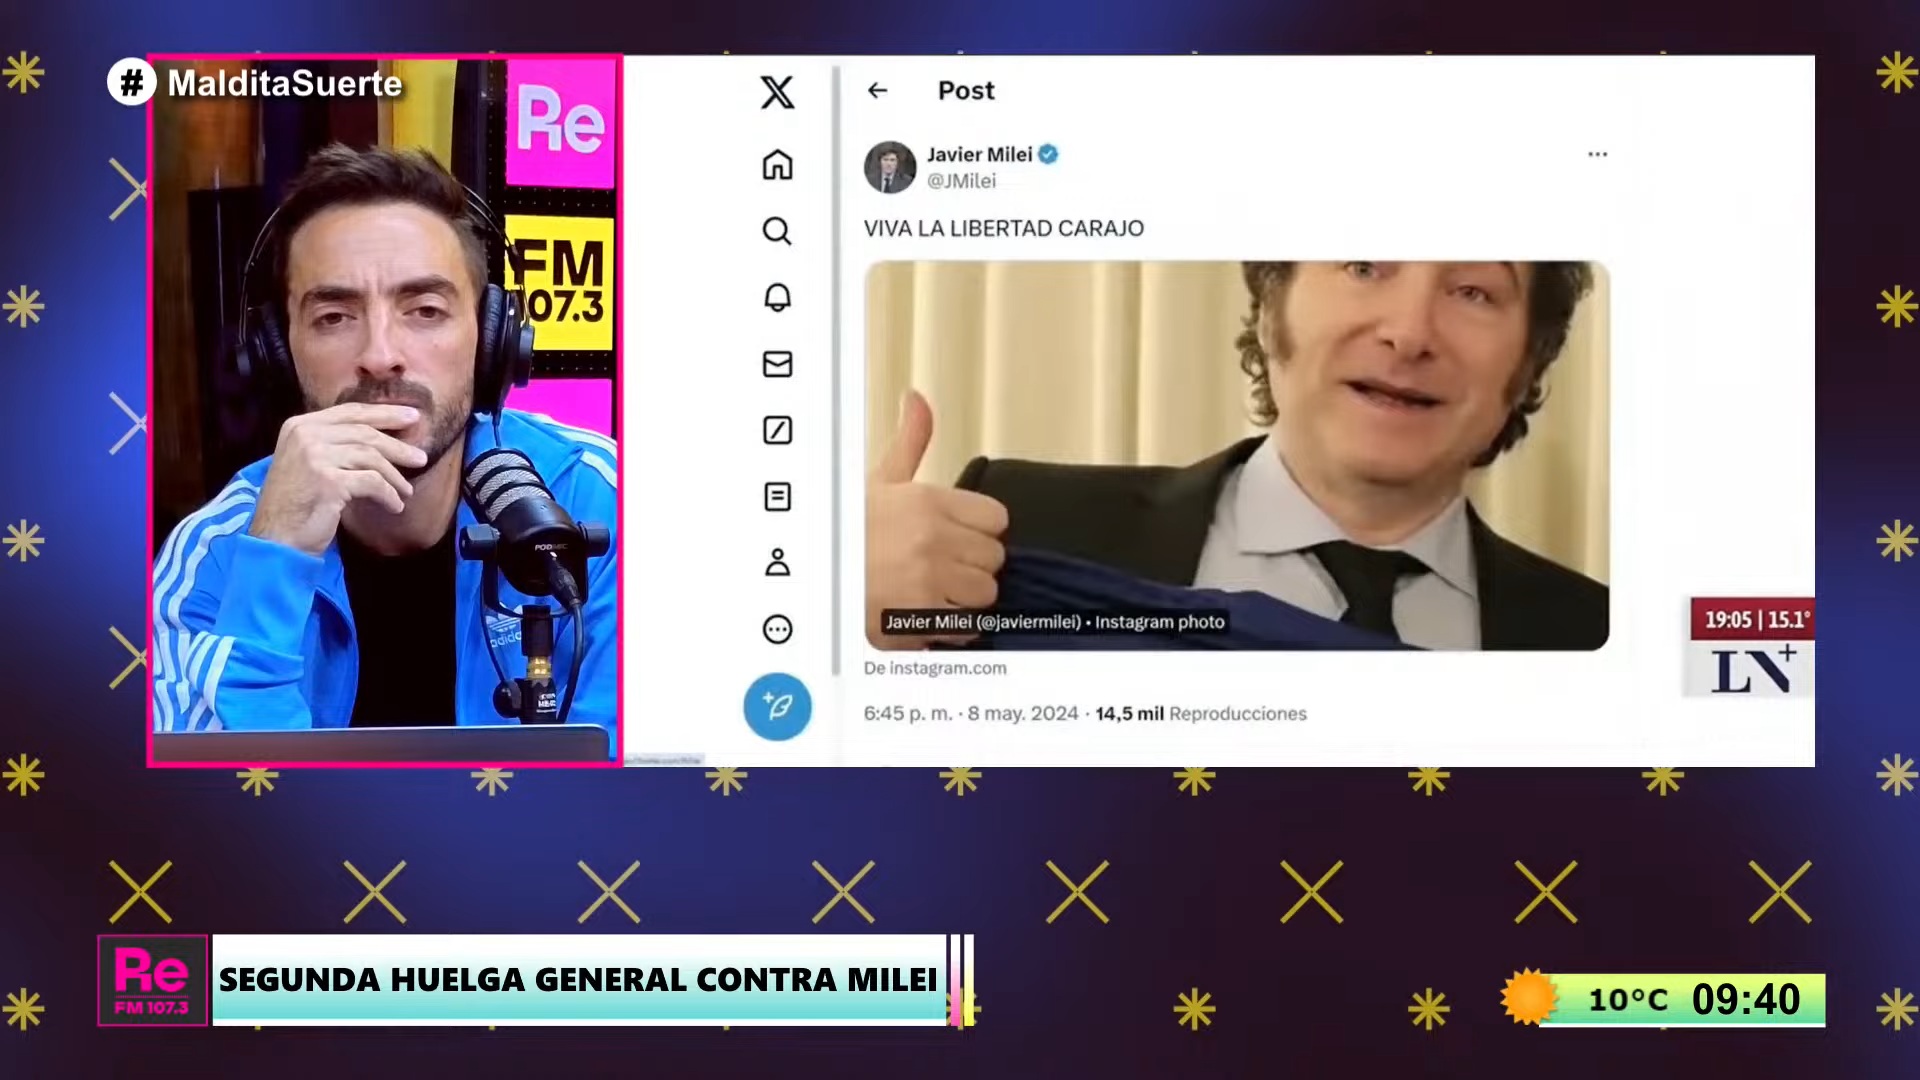 # MalditaSuerte
Re
FM
107.3
PODMIC
adidas
X
Post
Javier Milei
@JMilei
VIVA LA LIBERTAD CARAJO
Javier Milei (@javiermilei) • Instagram photo
De instagram.com
6:45 p. m. · 8 may. 2024 · 14,5 mil Reproducciones
19:05 | 15.1°
LN+
Re
FM 107.3
SEGUNDA HUELGA GENERAL CONTRA MILEI
10°C 09:40